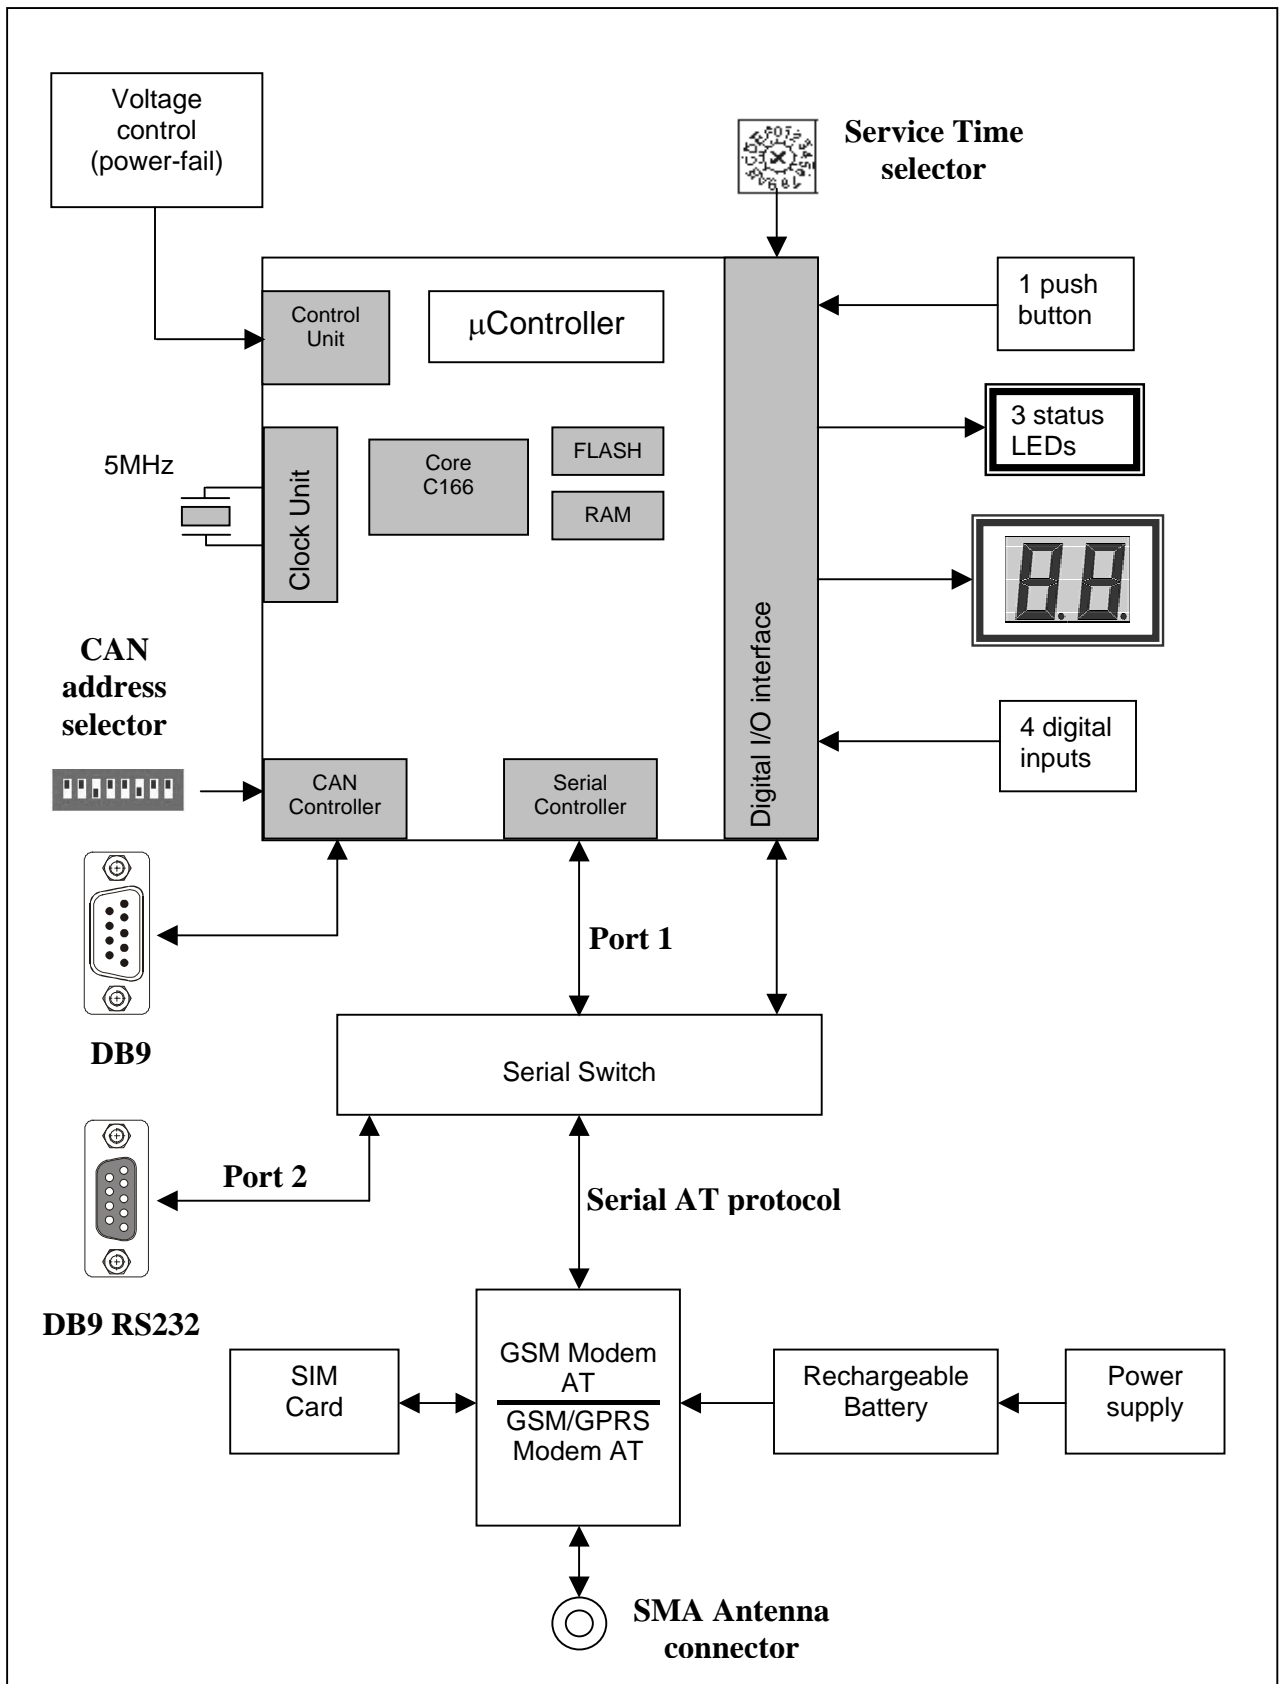 Voltage
control
(power-fail)
Service Time
selector
Control
Unit
µController
1 push
button
3 status
LEDs
5MHz
Clock Unit
Core
C166
FLASH
RAM
8.8.
Digital I/O interface
CAN
address
selector
4 digital
inputs
CAN
Controller
Serial
Controller
Port 1
DB9
Serial Switch
Port 2
Serial AT protocol
DB9 RS232
SIM
Card
GSM Modem
AT
GSM/GPRS
Modem AT
Rechargeable
Battery
Power
supply
SMA Antenna
connector